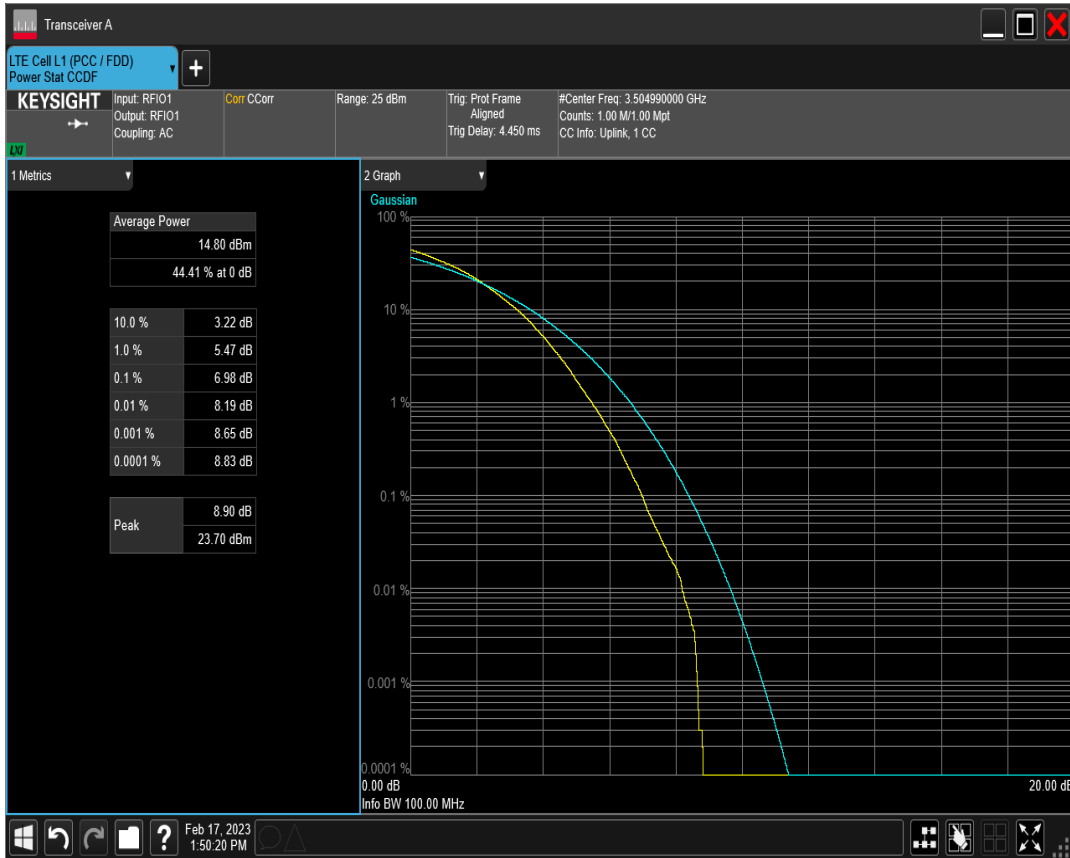 Transceiver A
LTE Cell L1 (PCC / FDD)
Power Stat CCDF
+
KEYSIGHT
LXI
Input: RFIO1
Output: RFIO1
Coupling: AC
Corr CCorr
Range: 25 dBm
Trig: Prot Frame
Aligned
Trig Delay: 4.450 ms
#Center Freq: 3.504990000 GHz
Counts: 1.00 M/1.00 Mpt
CC Info: Uplink, 1 CC
1 Metrics
Average Power
14.80 dBm
44.41 % at 0 dB
10.0 % 3.22 dB
1.0 % 5.47 dB
0.1 % 6.98 dB
0.01 % 8.19 dB
0.001 % 8.65 dB
0.0001 % 8.83 dB
Peak
8.90 dB
23.70 dBm
2 Graph
Gaussian
100 %
10 %
1 %
0.1 %
0.01 %
0.001 %
0.0001 %
0.00 dB
20.00 dB
Info BW 100.00 MHz
?
Feb 17, 2023
1:50:20 PM